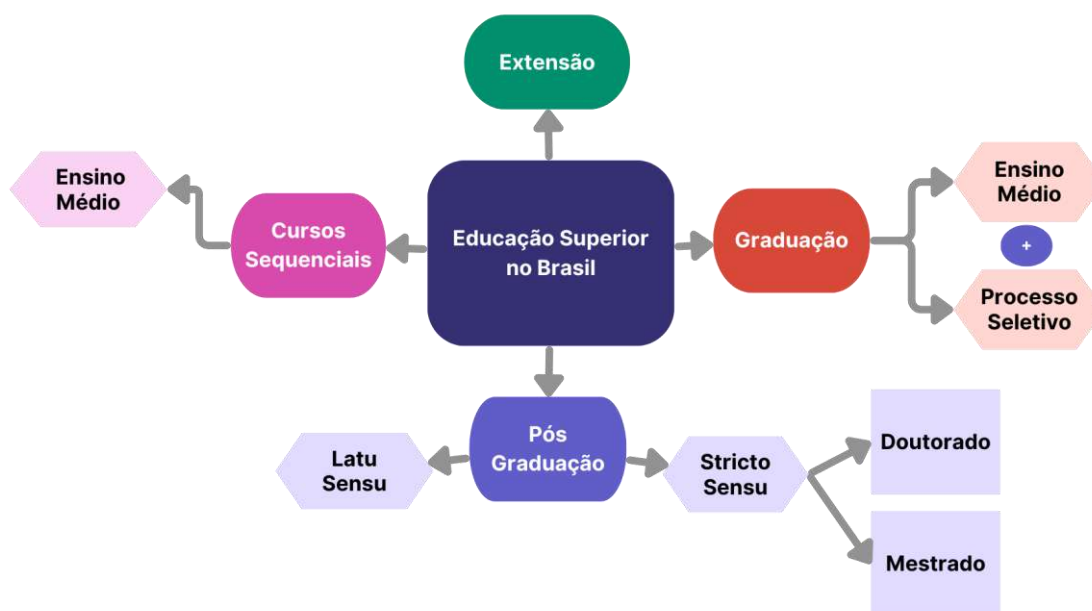 Extensão
Ensino
Médio
Cursos
Sequenciais
Educação Superior
no Brasil
Graduação
Ensino
Médio
+
Processo
Seletivo
Pós
Graduação
Latu
Sensu
Stricto
Sensu
Doutorado
Mestrado